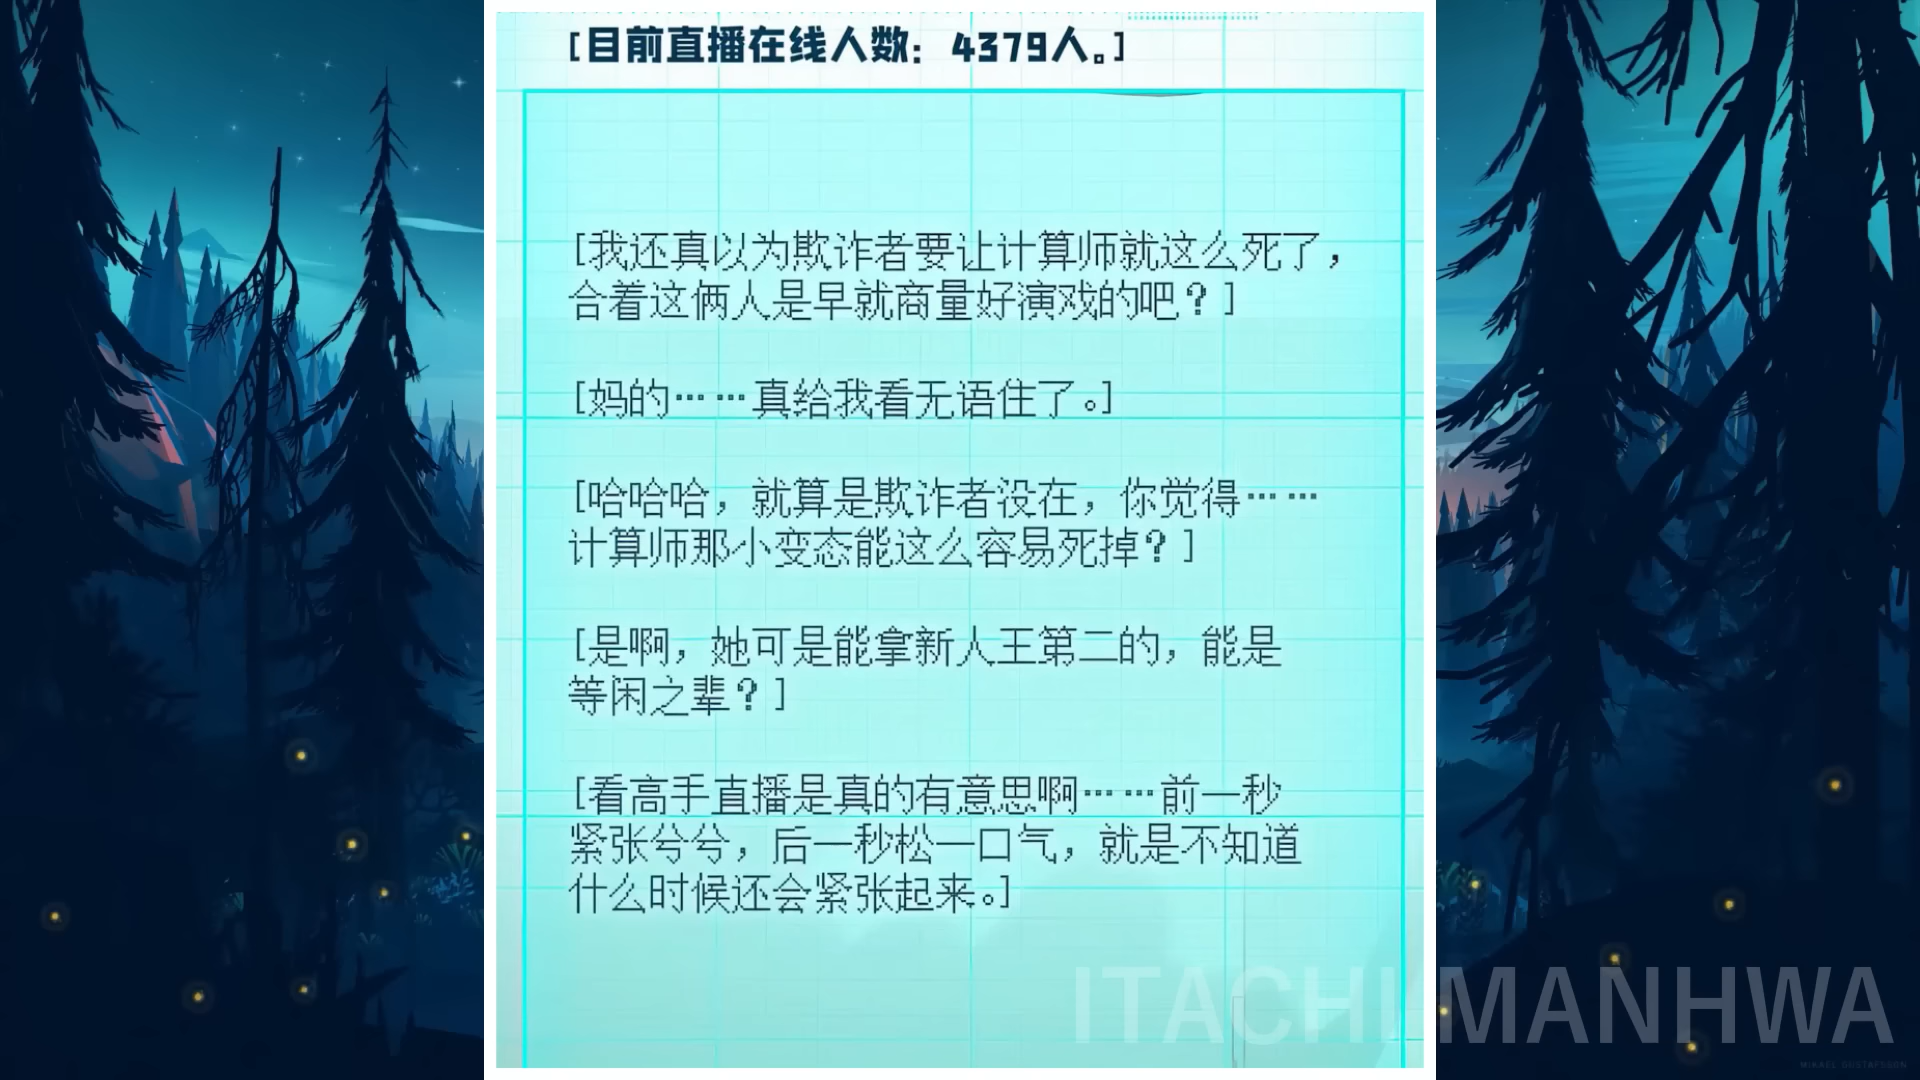 [目前直播在线人数：4379人。]
[我还真以为欺诈者要让计算师就这么死了，
合着这俩人是早就商量好演戏的吧？]
[妈的……真给我看无语住了。]
[哈哈哈，就算是欺诈者没在，你觉得……
计算师那小变态能这么容易死掉？]
[是啊，她可是能拿新人王第二的，能是
等闲之辈？]
[看高手直播是真的有意思啊……前一秒
紧张兮兮，后一秒松一口气，就是不知道
什么时候还会紧张起来。]
ITACHI MANHWA
MIKAEL GUSTAFSSON